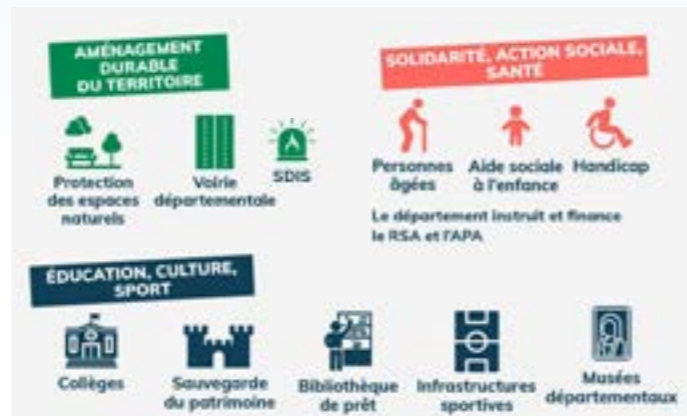 AMÉNAGEMENT
DURABLE
DU TERRITOIRE
Protection
des espaces
naturels
Voirie
départementale
SDIS
SOLIDARITÉ, ACTION SOCIALE,
SANTÉ
Personnes
âgées
Aide sociale
à l'enfance
Handicap
Le département instruit et finance
le RSA et l'APA
ÉDUCATION, CULTURE,
SPORT
Collèges
Sauvegarde
du patrimoine
Bibliothèque
de prêt
Infrastructures
sportives
Musées
départementaux